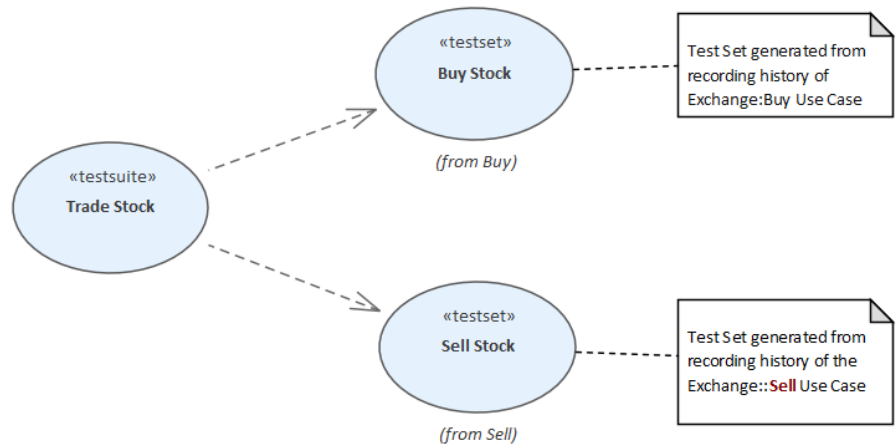 «testset»
Buy Stock
(from Buy)
Test Set generated from
recording history of
Exchange:Buy Use Case
«testsuite»
Trade Stock
«testset»
Sell Stock
(from Sell)
Test Set generated from
recording history of the
Exchange::Sell Use Case